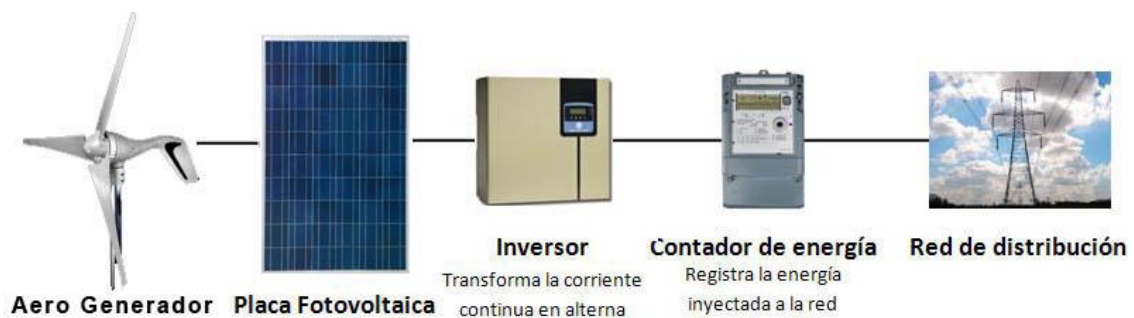 Aero Generador
Placa Fotovoltaica
Inversor
Transforma la corriente
continua en alterna
Contador de energía
Registra la energía
inyectada a la red
Red de distribución